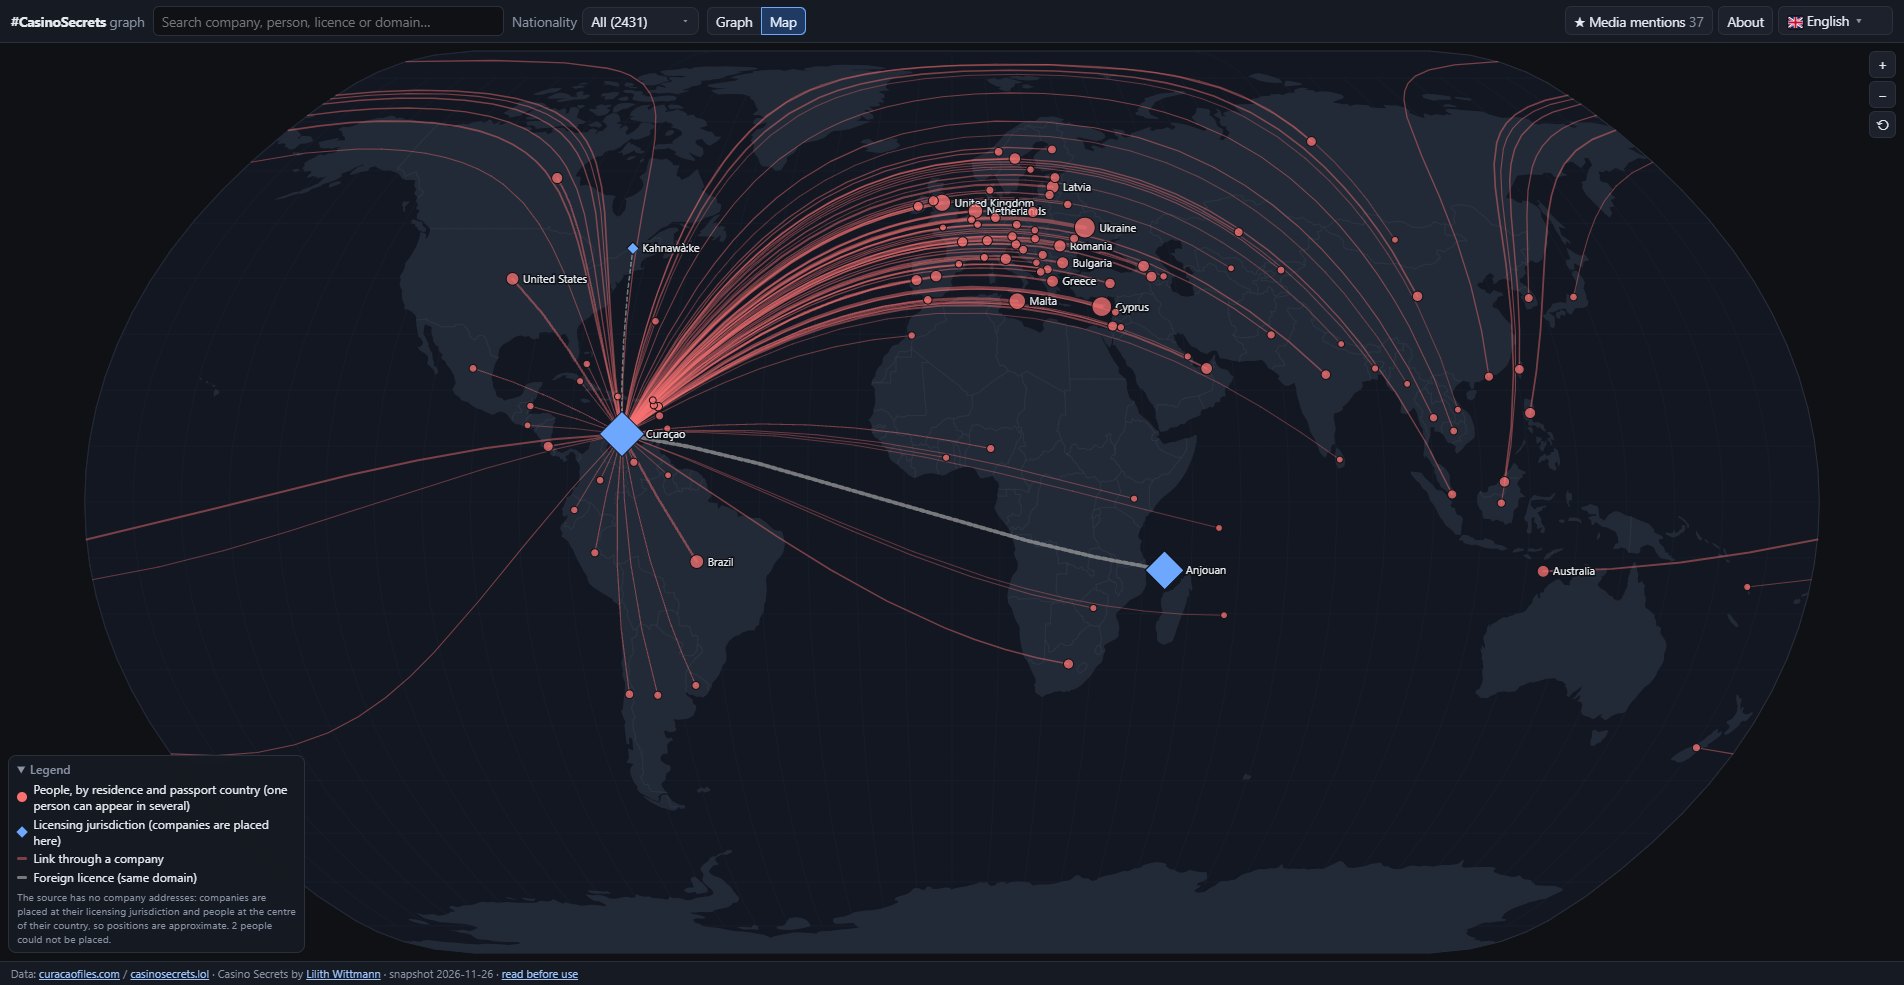 #CasinoSecrets graph
Search company, person, licence or domain...
Nationality
All (2431)
Graph
Map
★ Media mentions 37
About
English
+
−
Latvia
United Kingdom
Netherlands
Ukraine
Kahnawake
Romania
Bulgaria
United States
Greece
Malta
Cyprus
Curaçao
Brazil
Anjouan
Australia
▼ Legend
People, by residence and passport country (one
person can appear in several)
Licensing jurisdiction (companies are placed
here)
Link through a company
Foreign licence (same domain)
The source has no company addresses: companies are
placed at their licensing jurisdiction and people at the centre
of their country, so positions are approximate. 2 people
could not be placed.
Data: curacaofiles.com / casinosecrets.lol · Casino Secrets by Lilith Wittmann · snapshot 2026-11-26 · read before use